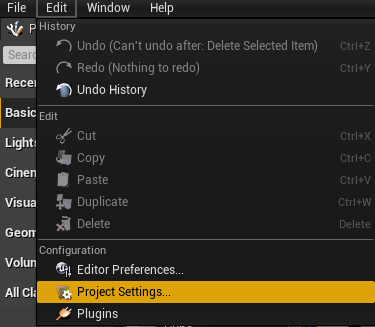 File Edit Window Help
P
History
Undo (Can't undo after: Delete Selected Item) Ctrl+Z
Redo (Nothing to redo) Ctrl+Y
Undo History
Sear
Recen
Basic
Lights
Cinem
Visua
Geom
Volun
All Cla
Edit
Cut Ctrl+X
Copy Ctrl+C
Paste Ctrl+V
Duplicate Ctrl+W
Delete Delete
Configuration
Editor Preferences...
Project Settings...
Plugins